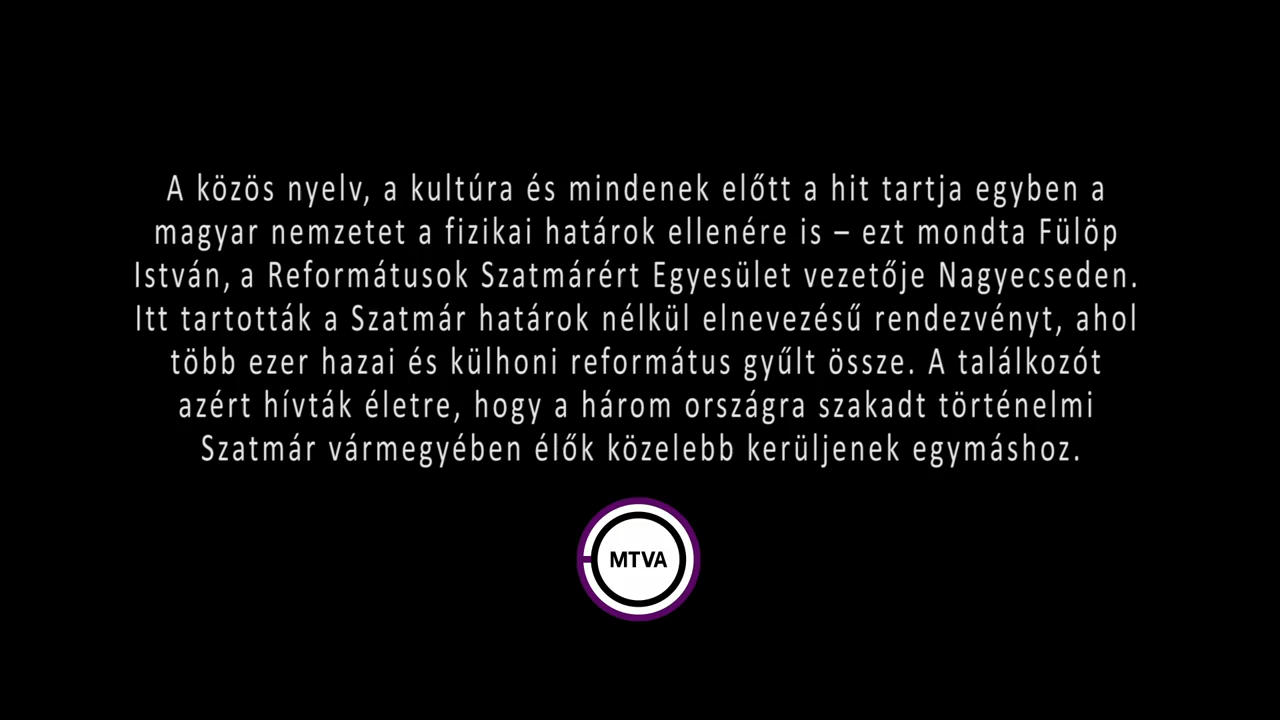 A közös nyelv, a kultúra és mindenek előtt a hit tartja egyben a
magyar nemzetet a fizikai határok ellenére is – ezt mondta Fülöp
István, a Reformátusok Szatmárért Egyesület vezetője Nagyecseden.
Itt tartották a Szatmár határok nélkül elnevezésű rendezvényt, ahol
több ezer hazai és külhoni református gyűlt össze. A találkozót
azért hívták életre, hogy a három országra szakadt történelmi
Szatmár vármegyében élők közelebb kerüljenek egymáshoz.
MTVA